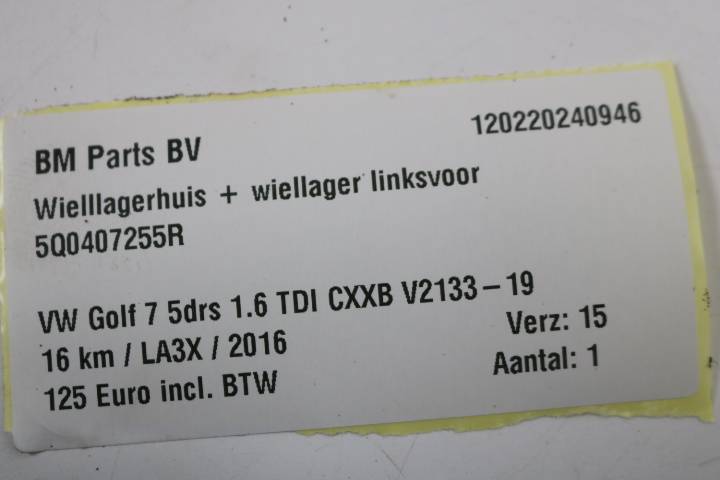 BM Parts BV
120220240946
Wielllagerhuis + wiellager linksvoor
5Q0407255R
VW Golf 7 5drs 1.6 TDI CXXB V2133-19
16 km / LA3X / 2016
Verz: 15
125 Euro incl. BTW
Aantal: 1